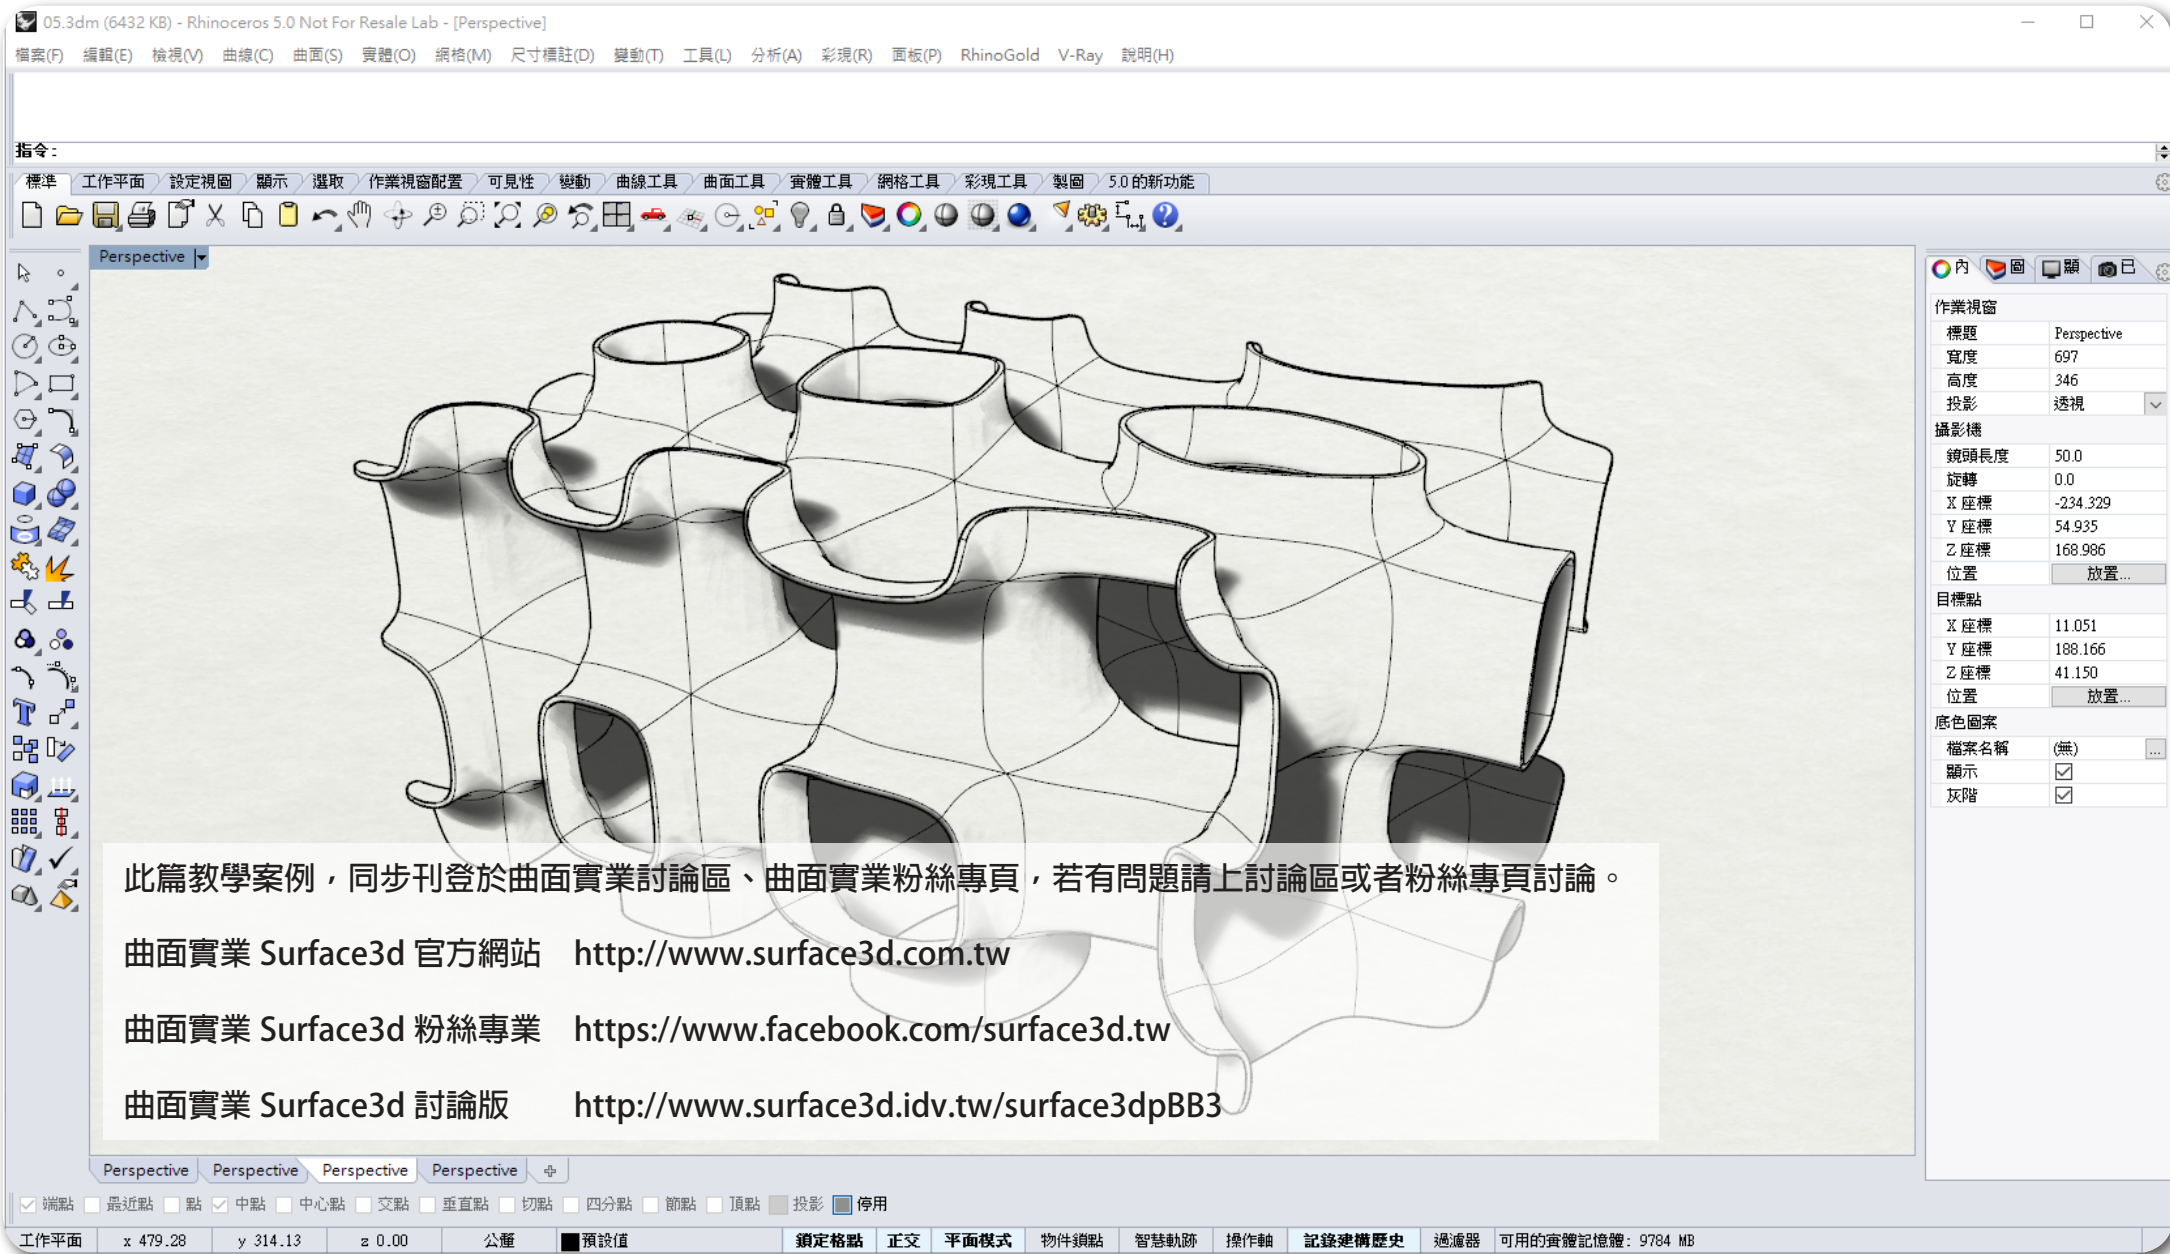 05.3dm (6432 KB) - Rhinoceros 5.0 Not For Resale Lab - [Perspective]
檔案(F) 編輯(E) 檢視(V) 曲線(C) 曲面(S) 實體(O) 網格(M) 尺寸標註(D) 變動(T) 工具(L) 分析(A) 彩現(R) 面板(P) RhinoGold V-Ray 說明(H)
指令:
標準 工作平面 設定視圖 顯示 選取 作業視窗配置 可見性 變動 曲線工具 曲面工具 實體工具 網格工具 彩現工具 製圖 5.0 的新功能
Perspective
內 圖 顯 已
作業視窗
標題 Perspective
寬度 697
高度 346
投影 透視
攝影機
鏡頭長度 50.0
旋轉 0.0
X 座標 -234.329
Y 座標 54.935
Z 座標 168.986
位置 放置...
目標點
X 座標 11.051
Y 座標 188.166
Z 座標 41.150
位置 放置...
底色圖案
檔案名稱 (無) ...
顯示
灰階
此篇教學案例，同步刊登於曲面實業討論區、曲面實業粉絲專頁，若有問題請上討論區或者粉絲專頁討論。
曲面實業 Surface3d 官方網站 http://www.surface3d.com.tw
曲面實業 Surface3d 粉絲專業 https://www.facebook.com/surface3d.tw
曲面實業 Surface3d 討論版 http://www.surface3d.idv.tw/surface3dpBB3
Perspective Perspective Perspective Perspective
端點 最近點 點 中點 中心點 交點 垂直點 切點 四分點 節點 頂點 投影 停用
工作平面 x 479.28 y 314.13 z 0.00 公釐 預設值 鎖定格點 正交 平面模式 物件鎖點 智慧軌跡 操作軸 記錄建構歷史 過濾器 可用的實體記憶體: 9784 MB